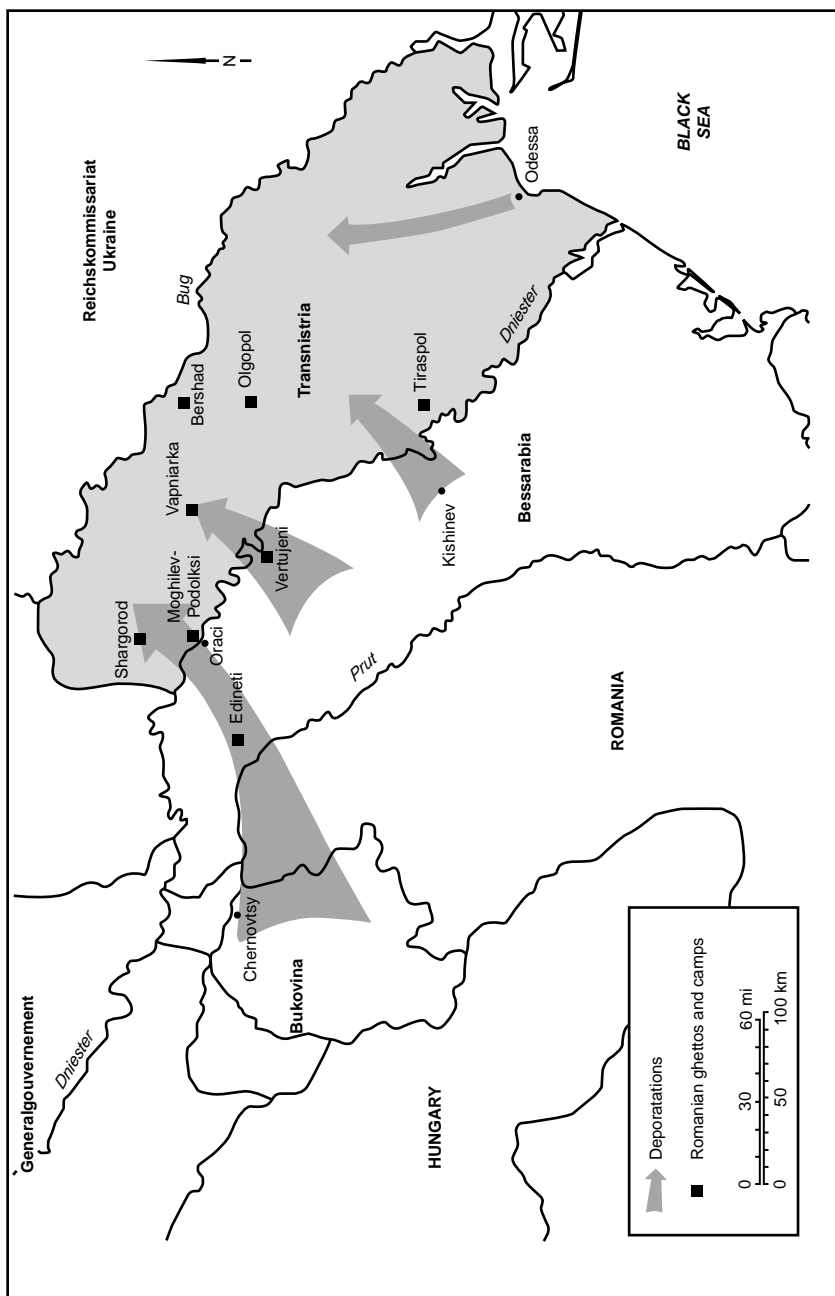 Generalgouvernement
Dniester
Reichskommissariat
Ukraine
N
Bug
Shargorod
Moghilev-
Podolksi
Oraci
Vapniarka
Bershad
Olgopol
Transnistria
Edineti
Vertujeni
Chernovtsy
Bukovina
Tiraspol
Dniester
Odessa
Kishinev
Prut
Bessarabia
BLACK
SEA
HUNGARY
ROMANIA
Deporatations
Romanian ghettos and camps
0 30 60 mi
0 50 100 km